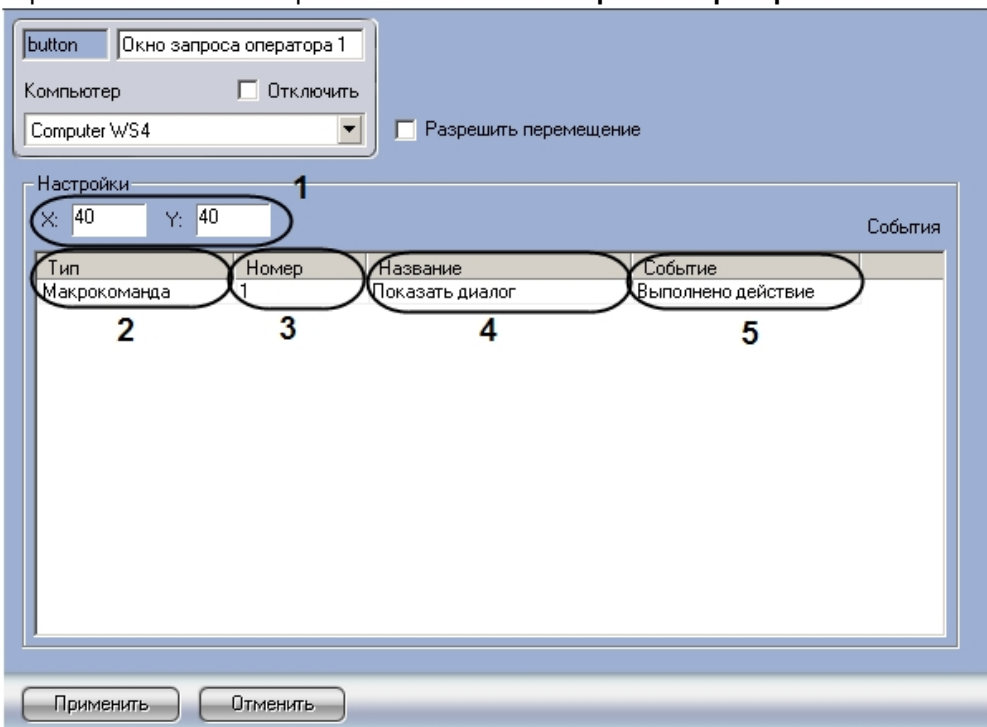 button Окно запроса оператора 1
Компьютер Отключить
Computer WS4 Разрешить перемещение
Настройки 1
X: 40 Y: 40
События
Тип Номер Название Событие
Макрокоманда 1 Показать диалог Выполнено действие
2 3 4 5
Применить Отменить